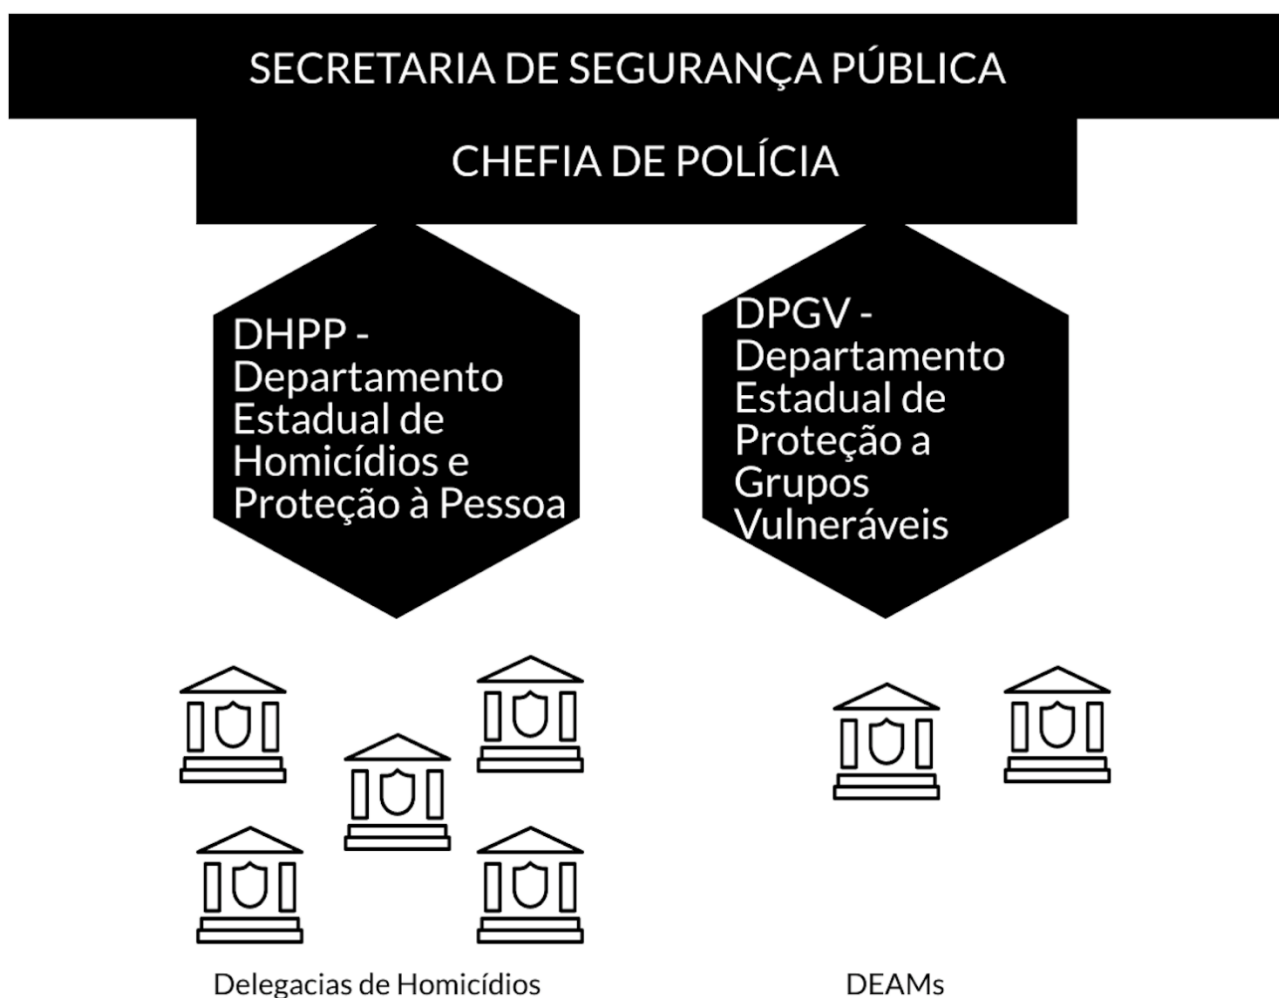 SECRETARIA DE SEGURANÇA PÚBLICA
CHEFIA DE POLÍCIA
DHPP -
Departamento
Estadual de
Homicídios e
Proteção à Pessoa
DPGV -
Departamento
Estadual de
Proteção a
Grupos
Vulneráveis
Delegacias de Homicídios
DEAMs